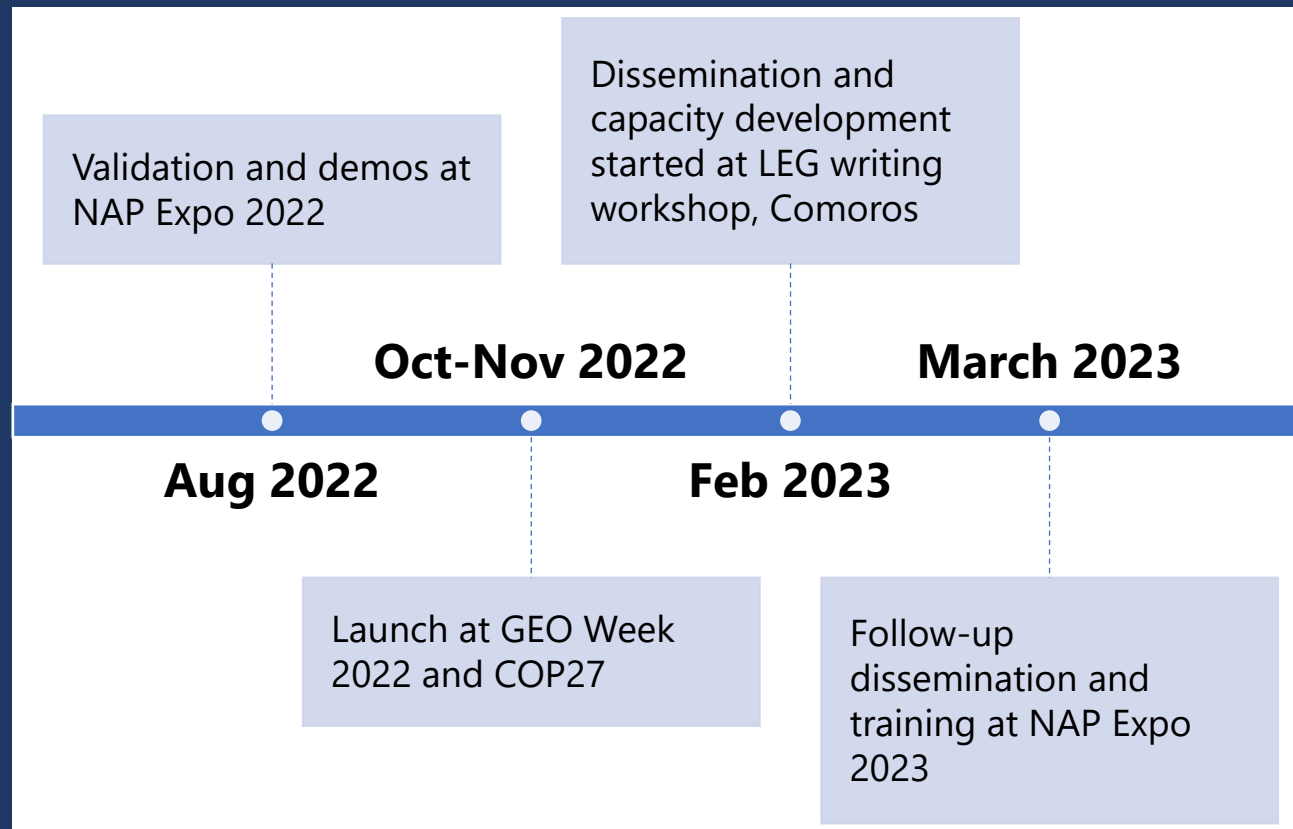 Validation and demos at
NAP Expo 2022
Dissemination and
capacity development
started at LEG writing
workshop, Comoros
Oct-Nov 2022
March 2023
Aug 2022
Feb 2023
Launch at GEO Week
2022 and COP27
Follow-up
dissemination and
training at NAP Expo
2023